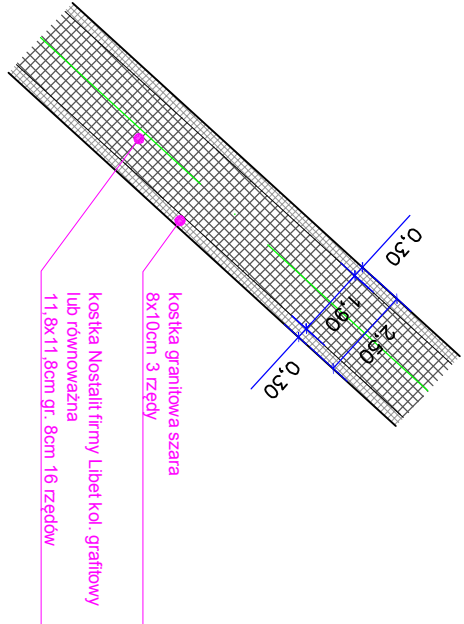 0,30
1,90
2,50
0,30
kostka granitowa szara
8x10cm 3 rzędy
kostka Nostalit firmy Libet kol. grafitowy
lub równoważna
11,8x11,8cm gr. 8cm 16 rzędów